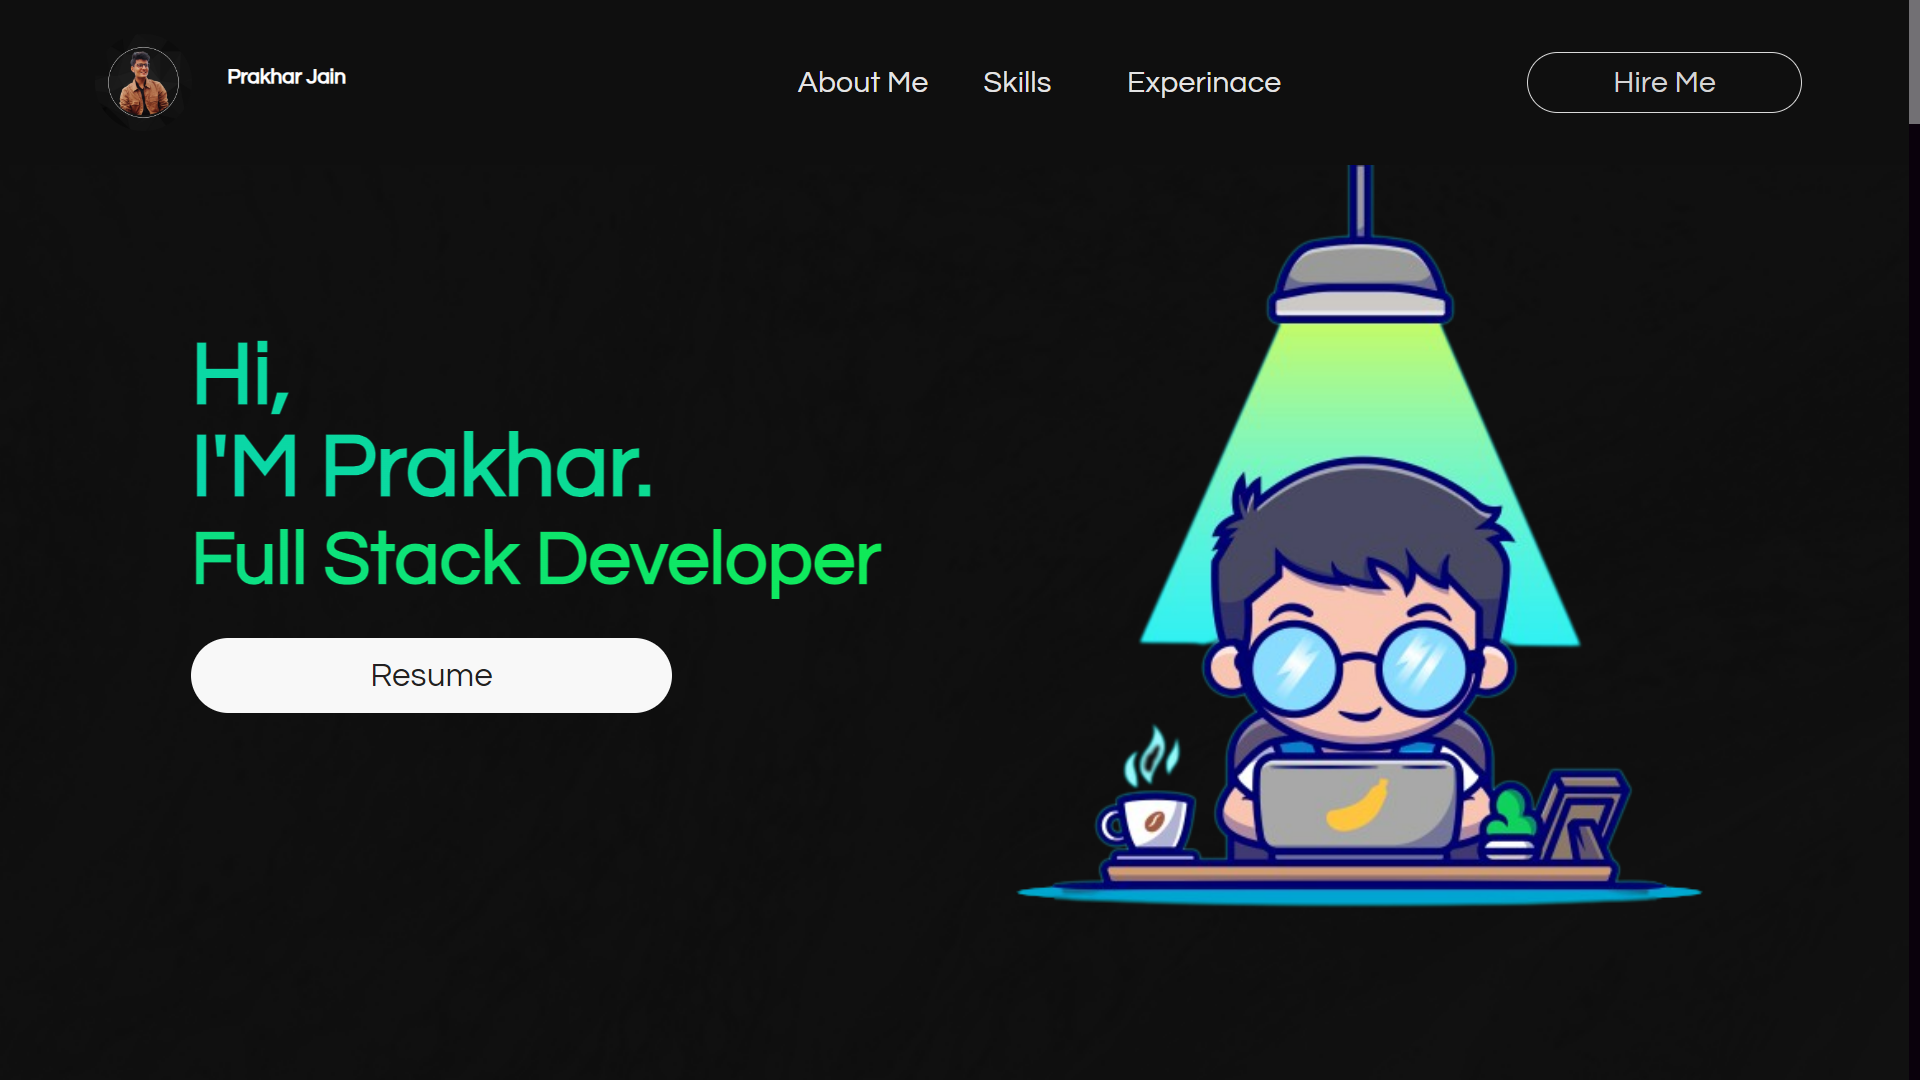 Prakhar Jain
About Me
Skills
Experinace
Hire Me
Hi,
I'M Prakhar.
Full Stack Developer
Resume